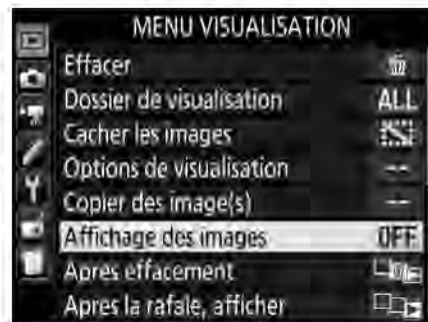 MENU VISUALISATION
Effacer
Dossier de visualisation ALL
Cacher les images
Options de visualisation --
Copier des image(s) --
Affichage des images OFF
Apres effacement
Apres la rafale, afficher